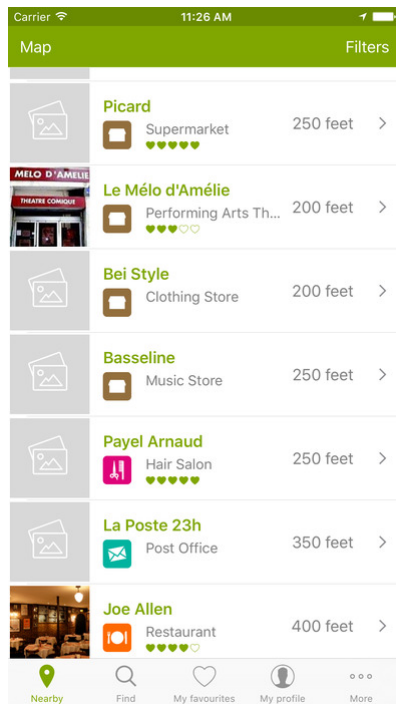 Carrier 11:26 AM
Map Filters
Picard
Supermarket
250 feet
MELO D'AMELIE
THEATRE COMIQUE
Le Mélo d'Amélie
Performing Arts Th...
200 feet
Bei Style
Clothing Store
200 feet
Basseline
Music Store
250 feet
Payel Arnaud
Hair Salon
250 feet
La Poste 23h
Post Office
350 feet
Joe Allen
Restaurant
400 feet
Nearby Find My favourites My profile More